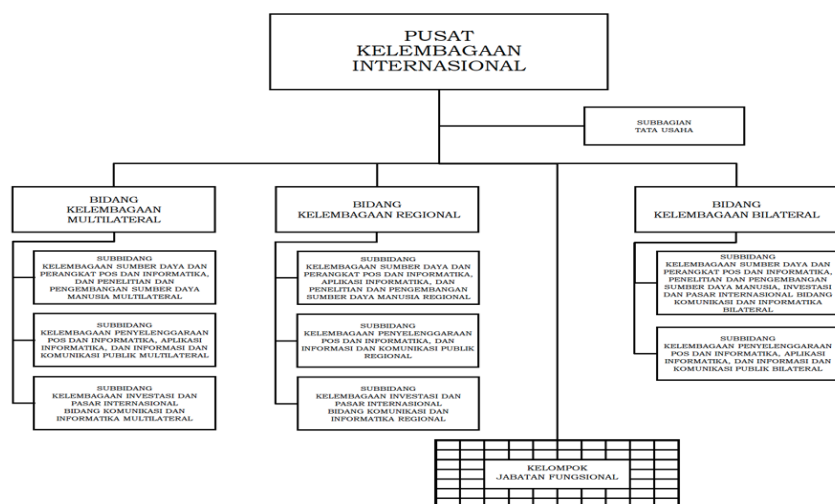 PUSAT
KELEMBAGAAN
INTERNASIONAL
SUBBAGIAN
TATA USAHA
BIDANG
KELEMBAGAAN
MULTILATERAL
SUBBIDANG
KELEMBAGAAN SUMBER DAYA DAN
PERANGKAT POS DAN INFORMATIKA,
DAN PENELITIAN DAN
PENGEMBANGAN SUMBER DAYA
MANUSIA MULTILATERAL
SUBBIDANG
KELEMBAGAAN PENYELENGGARAAN
POS DAN INFORMATIKA, APLIKASI
INFORMATIKA, DAN INFORMASI DAN
KOMUNIKASI PUBLIK MULTILATERAL
SUBBIDANG
KELEMBAGAAN INVESTASI DAN
PASAR INTERNASIONAL
BIDANG KOMUNIKASI DAN
INFORMATIKA MULTILATERAL
BIDANG
KELEMBAGAAN REGIONAL
SUBBIDANG
KELEMBAGAAN SUMBER DAYA DAN
PERANGKAT POS DAN INFORMATIKA,
APLIKASI INFORMATIKA, DAN
PENELITIAN DAN PENGEMBANGAN
SUMBER DAYA MANUSIA REGIONAL
SUBBIDANG
KELEMBAGAAN PENYELENGGARAAN
POS DAN INFORMATIKA, DAN
INFORMASI DAN KOMUNIKASI PUBLIK
REGIONAL
SUBBIDANG
KELEMBAGAAN INVESTASI DAN
PASAR INTERNASIONAL
BIDANG KOMUNIKASI DAN
INFORMATIKA REGIONAL
BIDANG
KELEMBAGAAN BILATERAL
SUBBIDANG
KELEMBAGAAN SUMBER DAYA DAN
PERANGKAT POS DAN INFORMATIKA,
PENELITIAN DAN PENGEMBANGAN
SUMBER DAYA MANUSIA, INVESTASI
DAN PASAR INTERNASIONAL BIDANG
KOMUNIKASI DAN INFORMATIKA
BILATERAL
SUBBIDANG
KELEMBAGAAN PENYELENGGARAAN
POS DAN INFORMATIKA, APLIKASI
INFORMATIKA, DAN INFORMASI DAN
KOMUNIKASI PUBLIK BILATERAL
KELOMPOK
JABATAN FUNGSIONAL